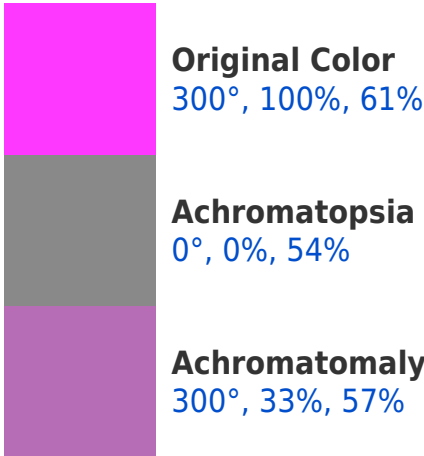 Original Color
300°, 100%, 61%
Achromatopsia
0°, 0%, 54%
Achromatomaly
300°, 33%, 57%